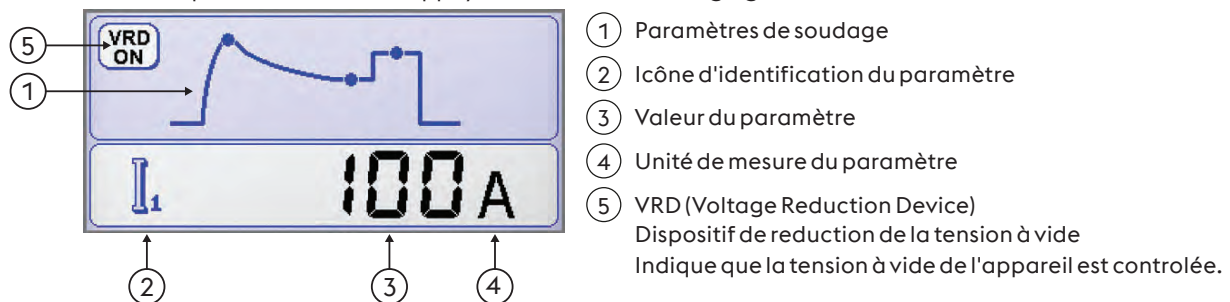 VRD
ON
5
1
I1
100 A
2
3
4
1 Paramètres de soudage
2 Icône d'identification du paramètre
3 Valeur du paramètre
4 Unité de mesure du paramètre
5 VRD (Voltage Reduction Device)
Dispositif de reduction de la tension à vide
Indique que la tension à vide de l'appareil est controlée.